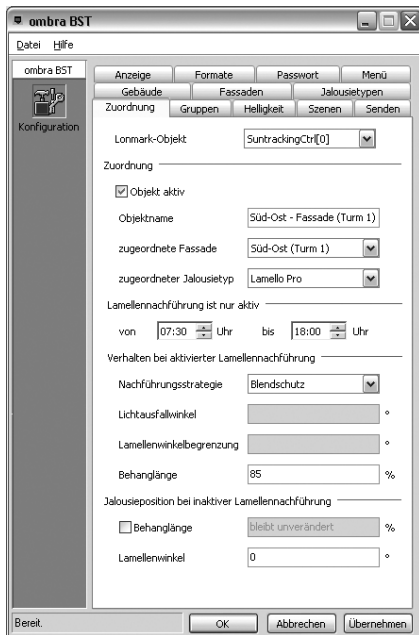 ombra BST
Datei Hilfe
ombra BST
Konfiguration
Anzeige Formate Passwort Menü
Gebäude Fassaden Jalousietypen
Zuordnung Gruppen Helligkeit Szenen Senden
Lonmark-Objekt SuntrackingCtrl[0]
Zuordnung
Objekt aktiv
Objektname Süd-Ost - Fassade (Turm 1)
zugeordnete Fassade Süd-Ost (Turm 1)
zugeordneter Jalousietyp Lamello Pro
Lamellennachführung ist nur aktiv
von 07:30 Uhr bis 18:00 Uhr
Verhalten bei aktivierter Lamellennachführung
Nachführungsstrategie Blendschutz
Lichtausfallwinkel °
Lamellenwinkelbegrenzung °
Behanglänge 85 %
Jalousieposition bei inaktiver Lamellennachführung
Behanglänge bleibt unverändert %
Lamellenwinkel 0 °
Bereit. OK Abbrechen Übernehmen